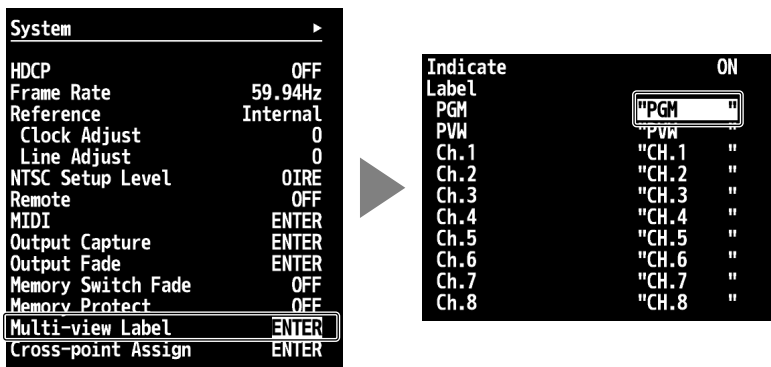 System ►
HDCP OFF
Frame Rate 59.94Hz
Reference Internal
Clock Adjust 0
Line Adjust 0
NTSC Setup Level 0IRE
Remote OFF
MIDI ENTER
Output Capture ENTER
Output Fade ENTER
Memory Switch Fade OFF
Memory Protect OFF
Multi-view Label ENTER
Cross-point Assign ENTER
Indicate ON
Label
PGM "PGM "
PVW "PVW "
Ch.1 "CH.1 "
Ch.2 "CH.2 "
Ch.3 "CH.3 "
Ch.4 "CH.4 "
Ch.5 "CH.5 "
Ch.6 "CH.6 "
Ch.7 "CH.7 "
Ch.8 "CH.8 "